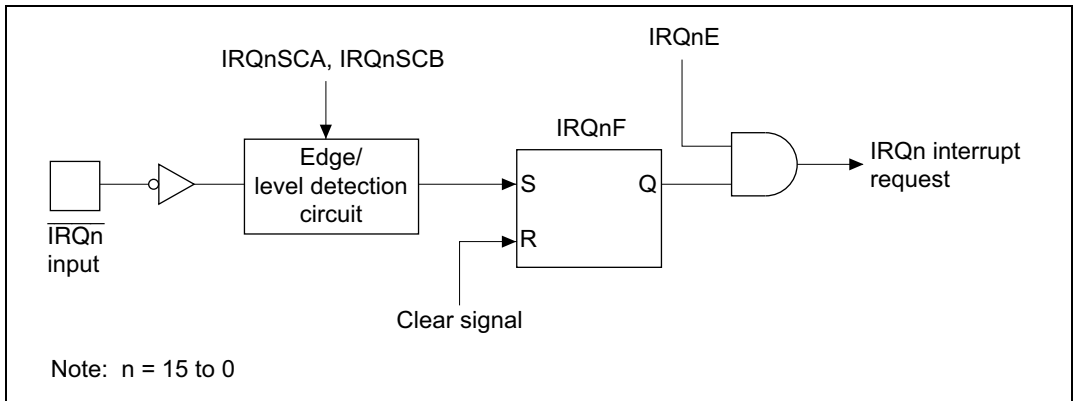 IRQnE
IRQnSCA, IRQnSCB
IRQnF
Edge/
level detection
circuit
S
Q
R
IRQn interrupt
request
IRQn
input
Clear signal
Note: n = 15 to 0